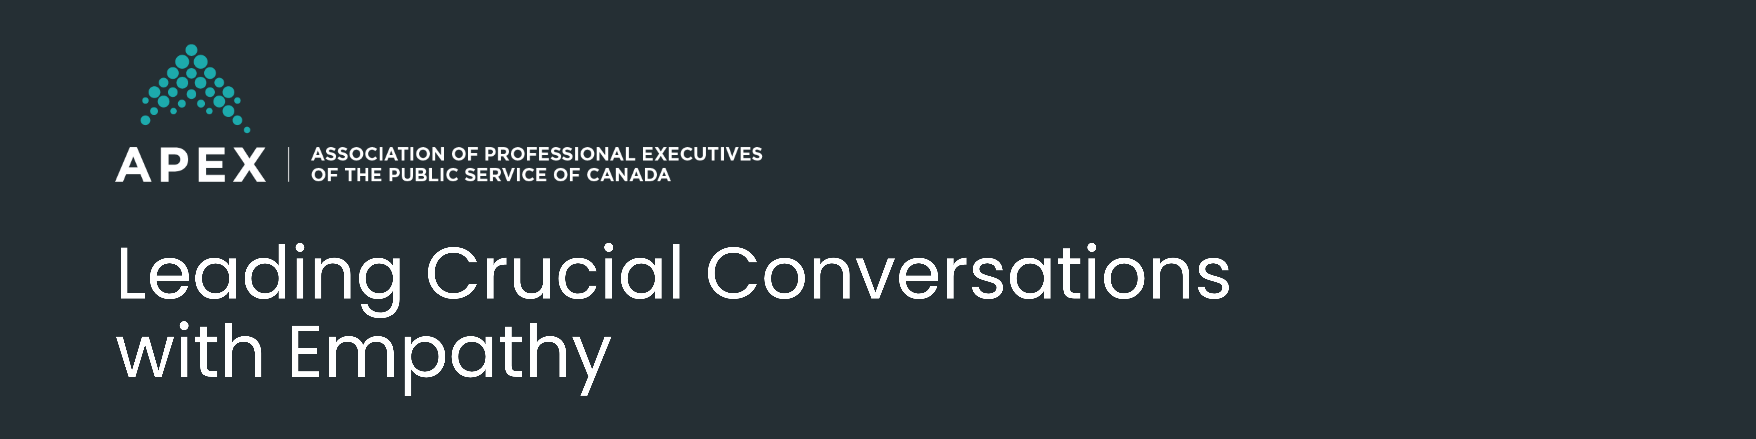 APEX
ASSOCIATION OF PROFESSIONAL EXECUTIVES
OF THE PUBLIC SERVICE OF CANADA
Leading Crucial Conversations
with Empathy